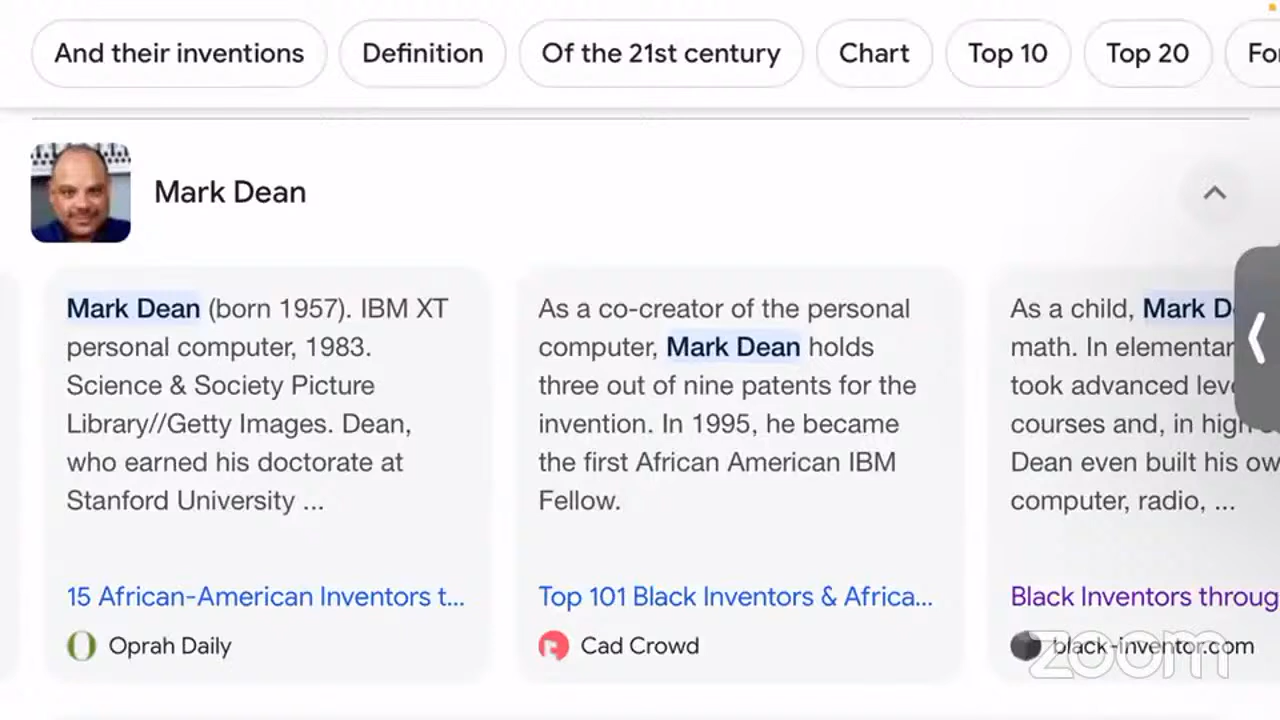 And their inventions
Definition
Of the 21st century
Chart
Top 10
Top 20
Mark Dean
Mark Dean (born 1957). IBM XT
personal computer, 1983.
Science & Society Picture
Library//Getty Images. Dean,
who earned his doctorate at
Stanford University ...
15 African-American Inventors t...
Oprah Daily
As a co-creator of the personal
computer, Mark Dean holds
three out of nine patents for the
invention. In 1995, he became
the first African American IBM
Fellow.
Top 101 Black Inventors & Africa...
Cad Crowd
As a child, Mark D
math. In elementar
took advanced leve
courses and, in high
Dean even built his ow
computer, radio, ...
Black Inventors throug
black-inventor.com
zoom